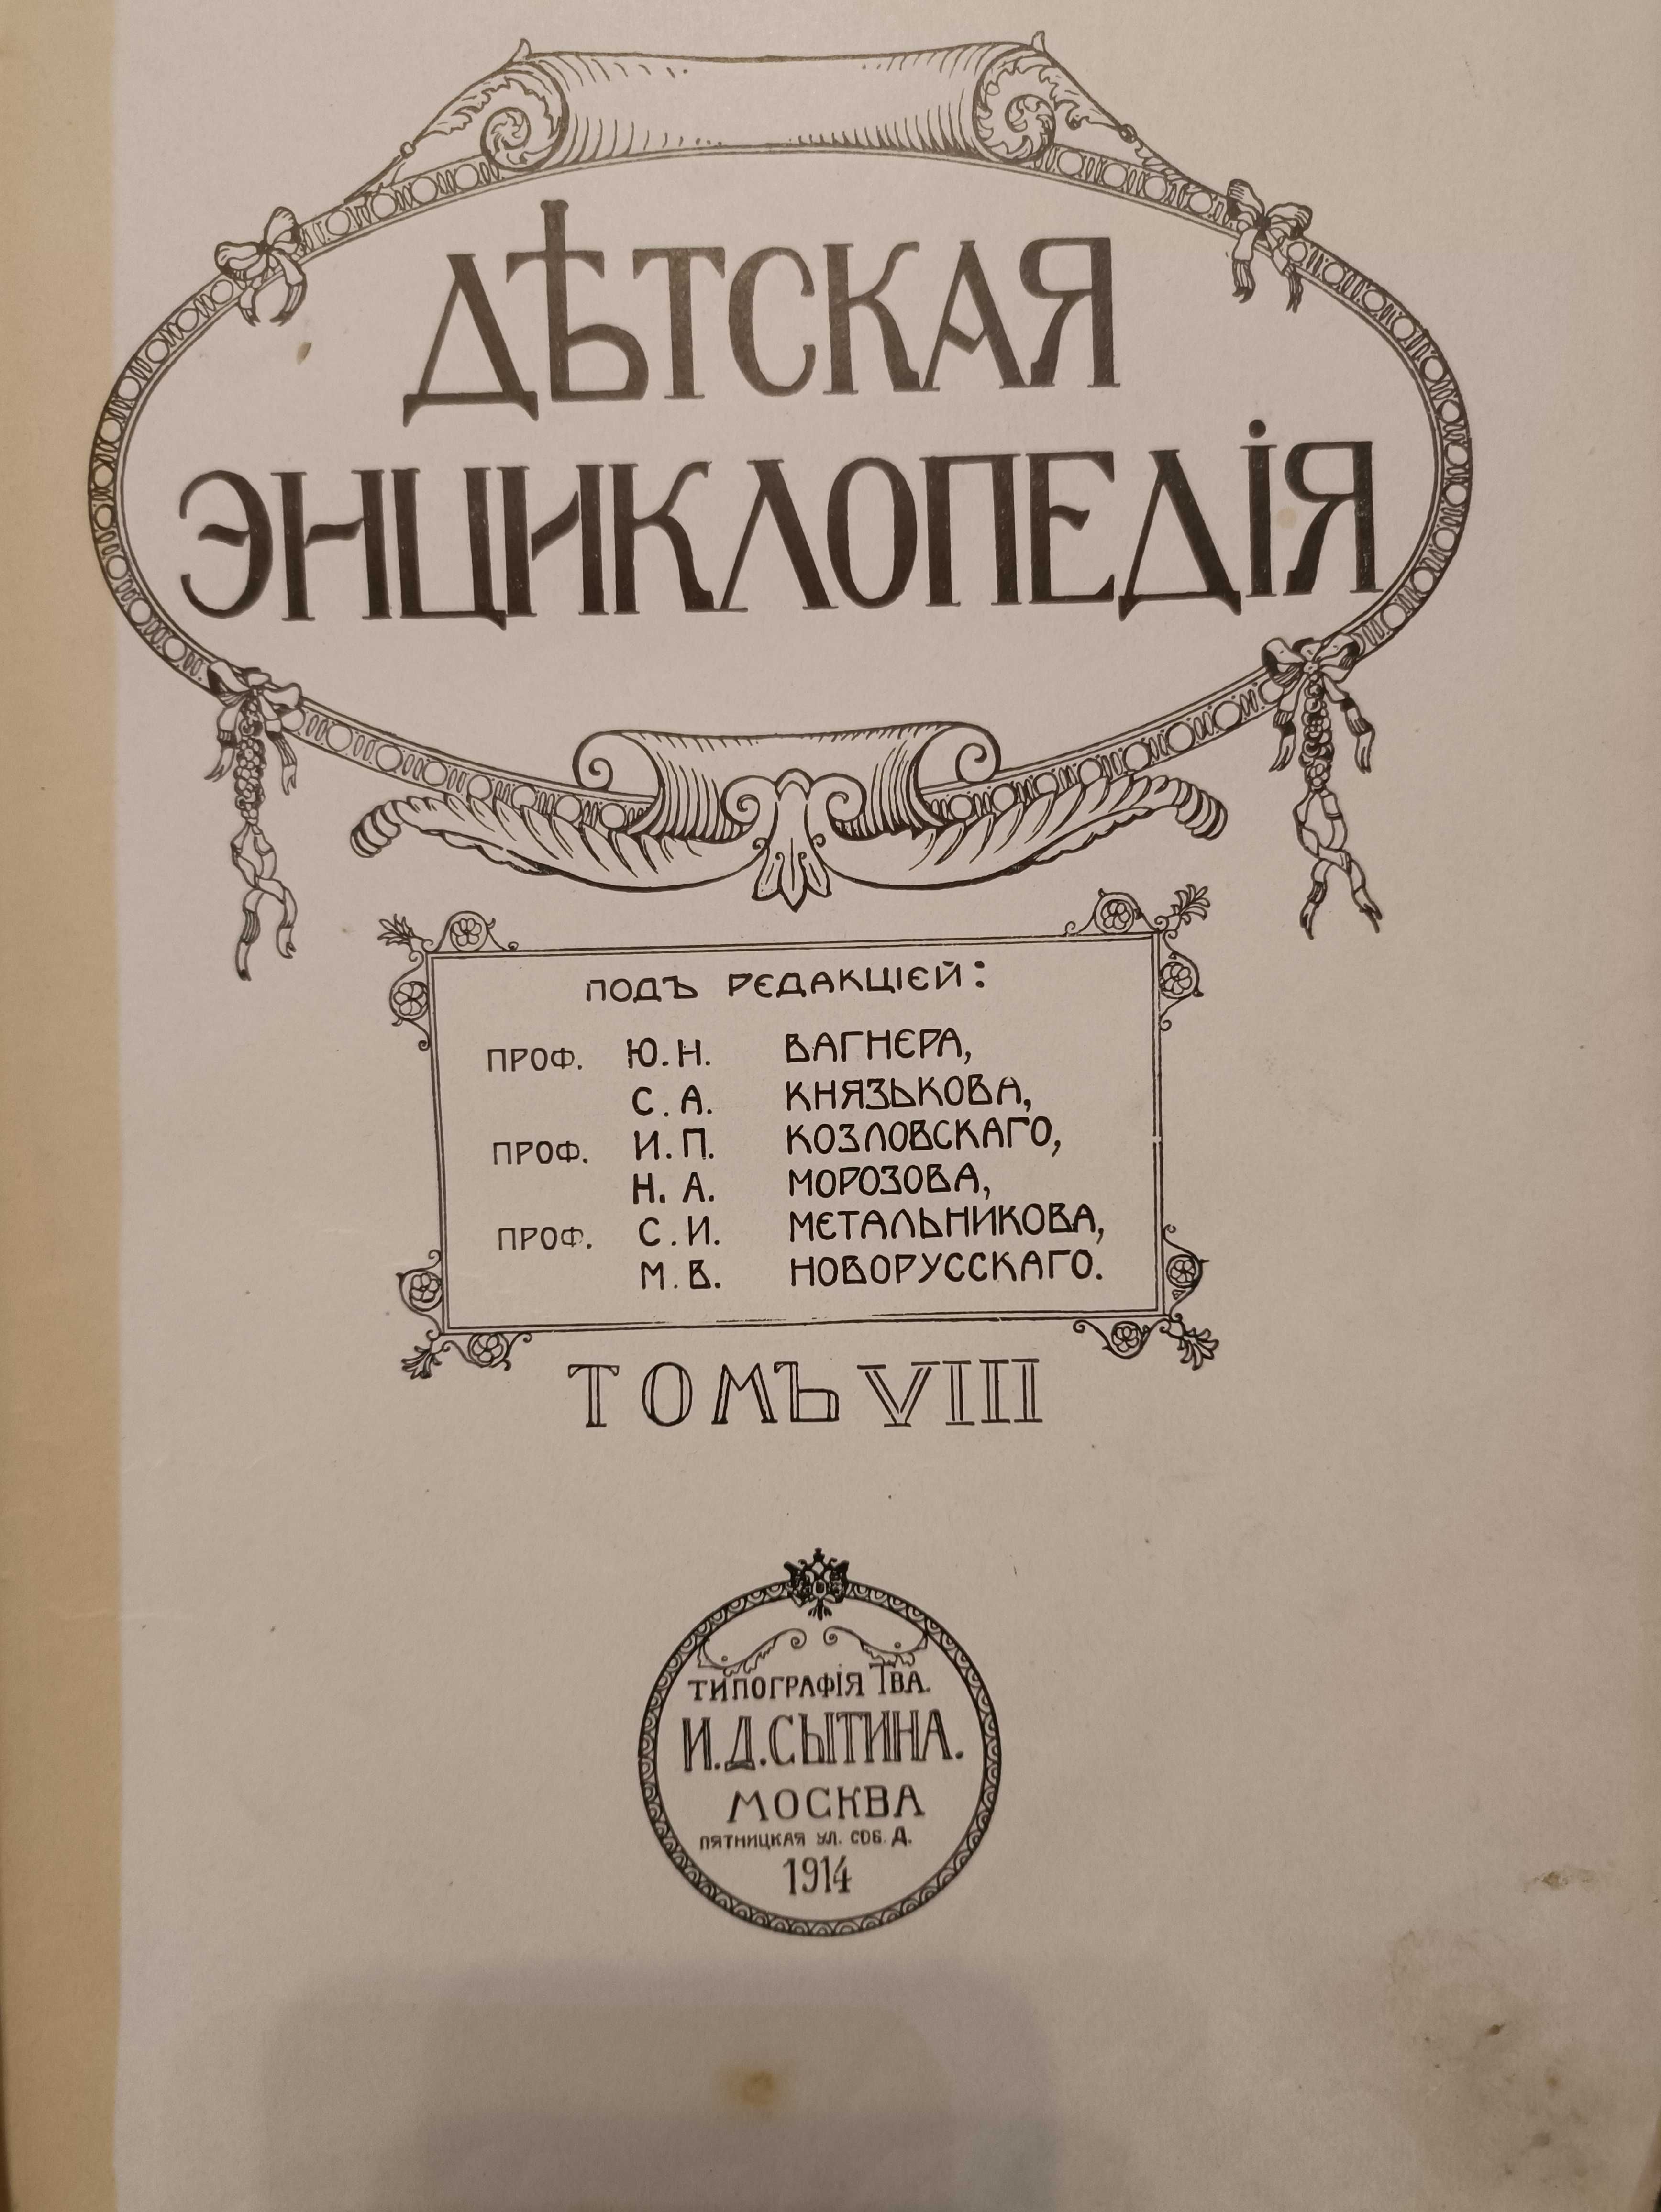 ДѢТСКАЯ
ЭНЦИКЛОПЕДІЯ
ПОДЪ РЕДАКЦІЕЙ:
ПРОФ. Ю.Н. ВАГНЕРА,
С.А. КНЯЗЬКОВА,
ПРОФ. И.П. КОЗЛОВСКАГО,
Н.А. МОРОЗОВА,
ПРОФ. С.И. МЕТАЛЬНИКОВА,
М.В. НОВОРУССКАГО.
ТОМЪ VIII
ТИПОГРАФІЯ ТВА.
И.Д.СЫТИНА.
МОСКВА
ПЯТНИЦКАЯ УЛ. СОБ. Д.
1914